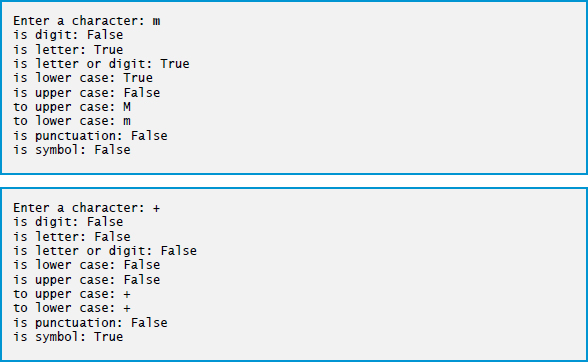 Enter a character: m
is digit: False
is letter: True
is letter or digit: True
is lower case: True
is upper case: False
to upper case: M
to lower case: m
is punctuation: False
is symbol: False
Enter a character: +
is digit: False
is letter: False
is letter or digit: False
is lower case: False
is upper case: False
to upper case: +
to lower case: +
is punctuation: False
is symbol: True